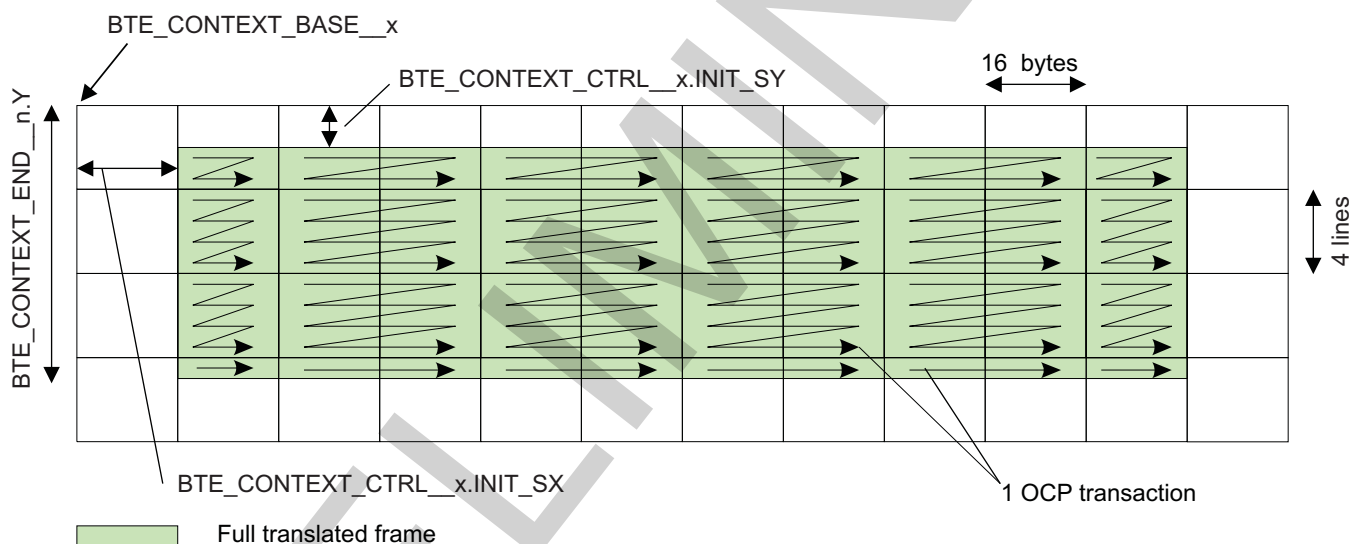 BTE_CONTEXT_BASE__x
16 bytes
BTE_CONTEXT_CTRL__x.INIT_SY
BTE_CONTEXT_END__n.Y
4 lines
BTE_CONTEXT_CTRL__x.INIT_SX
1 OCP transaction
Full translated frame